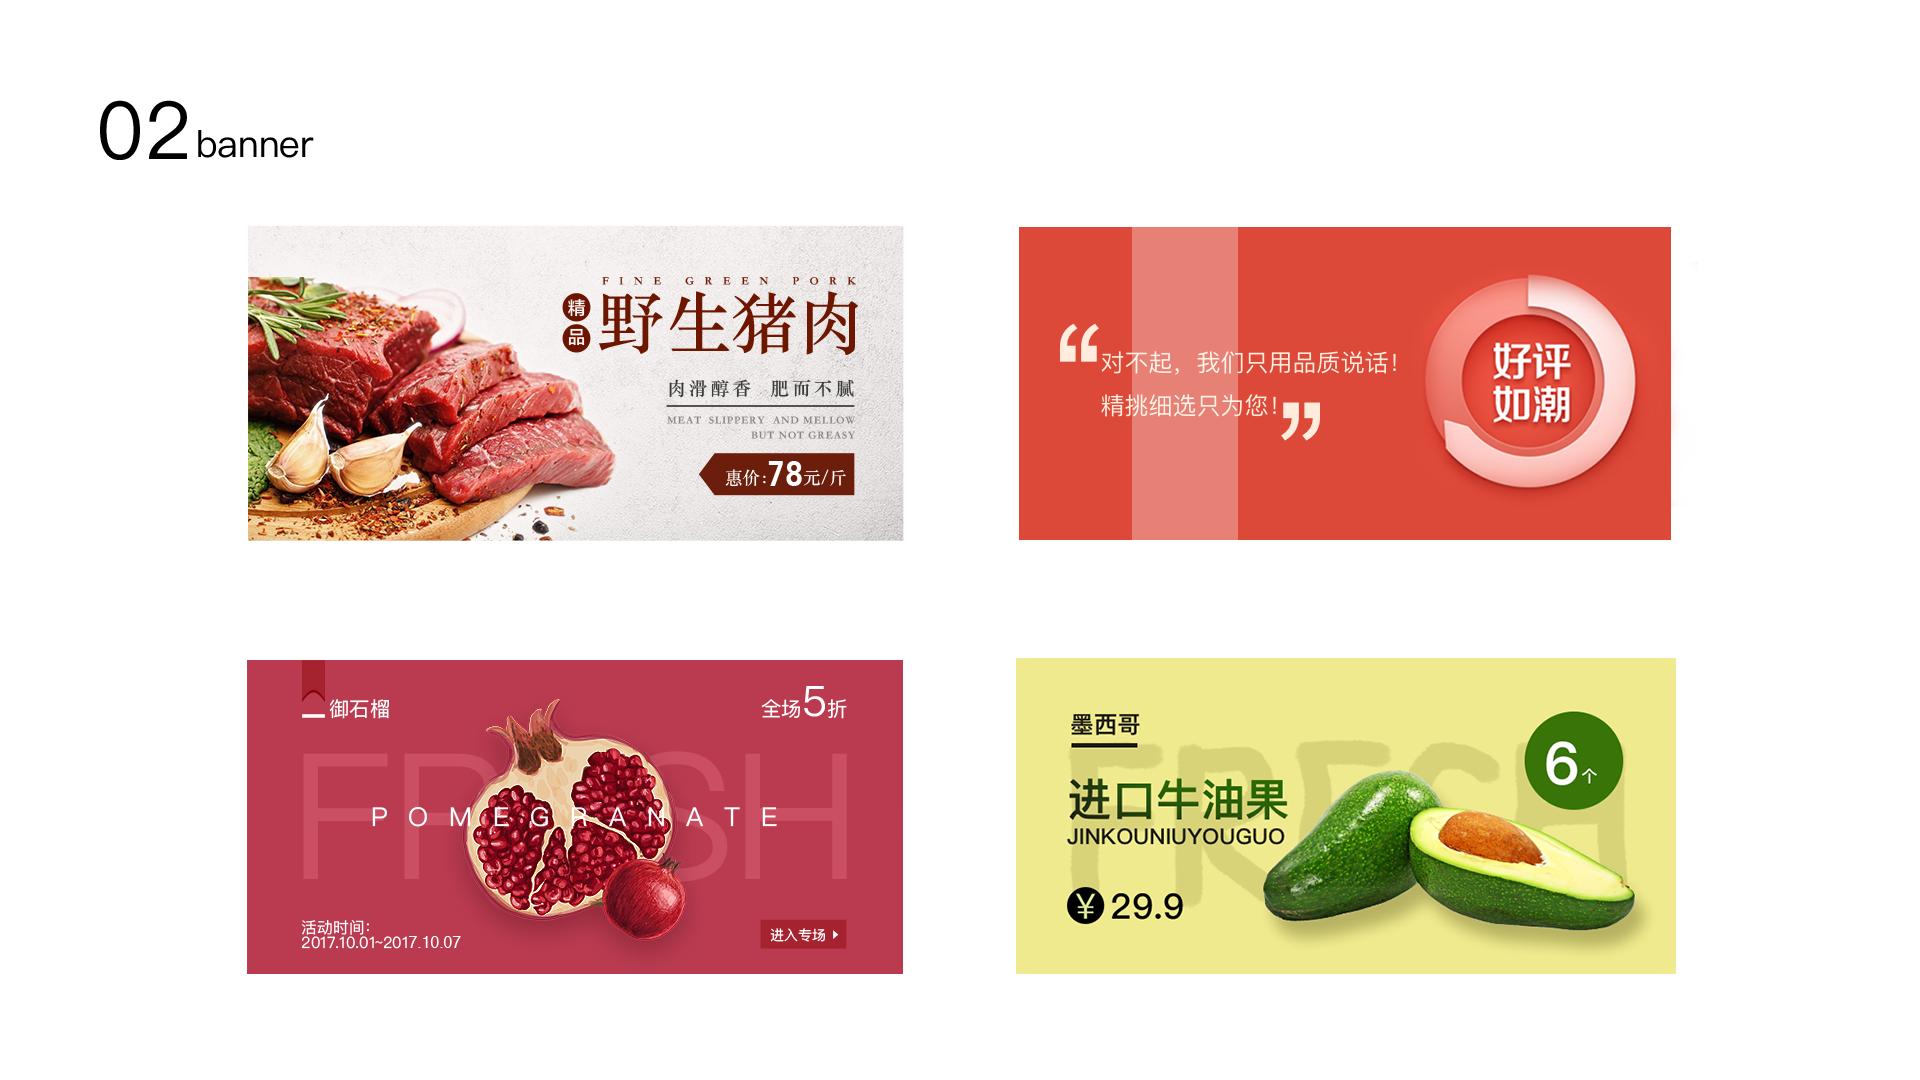 02 banner
FINE GREEN PORK
精品
野生猪肉
肉滑醇香 肥而不腻
MEAT SLIPPERY AND MELLOW
BUT NOT GREASY
惠价:78元/斤
“对不起，我们只用品质说话!
精挑细选只为您!”
好评
如潮
御石榴
全场5折
FRESH
POMEGRANATE
活动时间:
2017.10.01~2017.10.07
进入专场
墨西哥
FRESH
6个
进口牛油果
JINKOUNIUYOUGUO
¥ 29.9